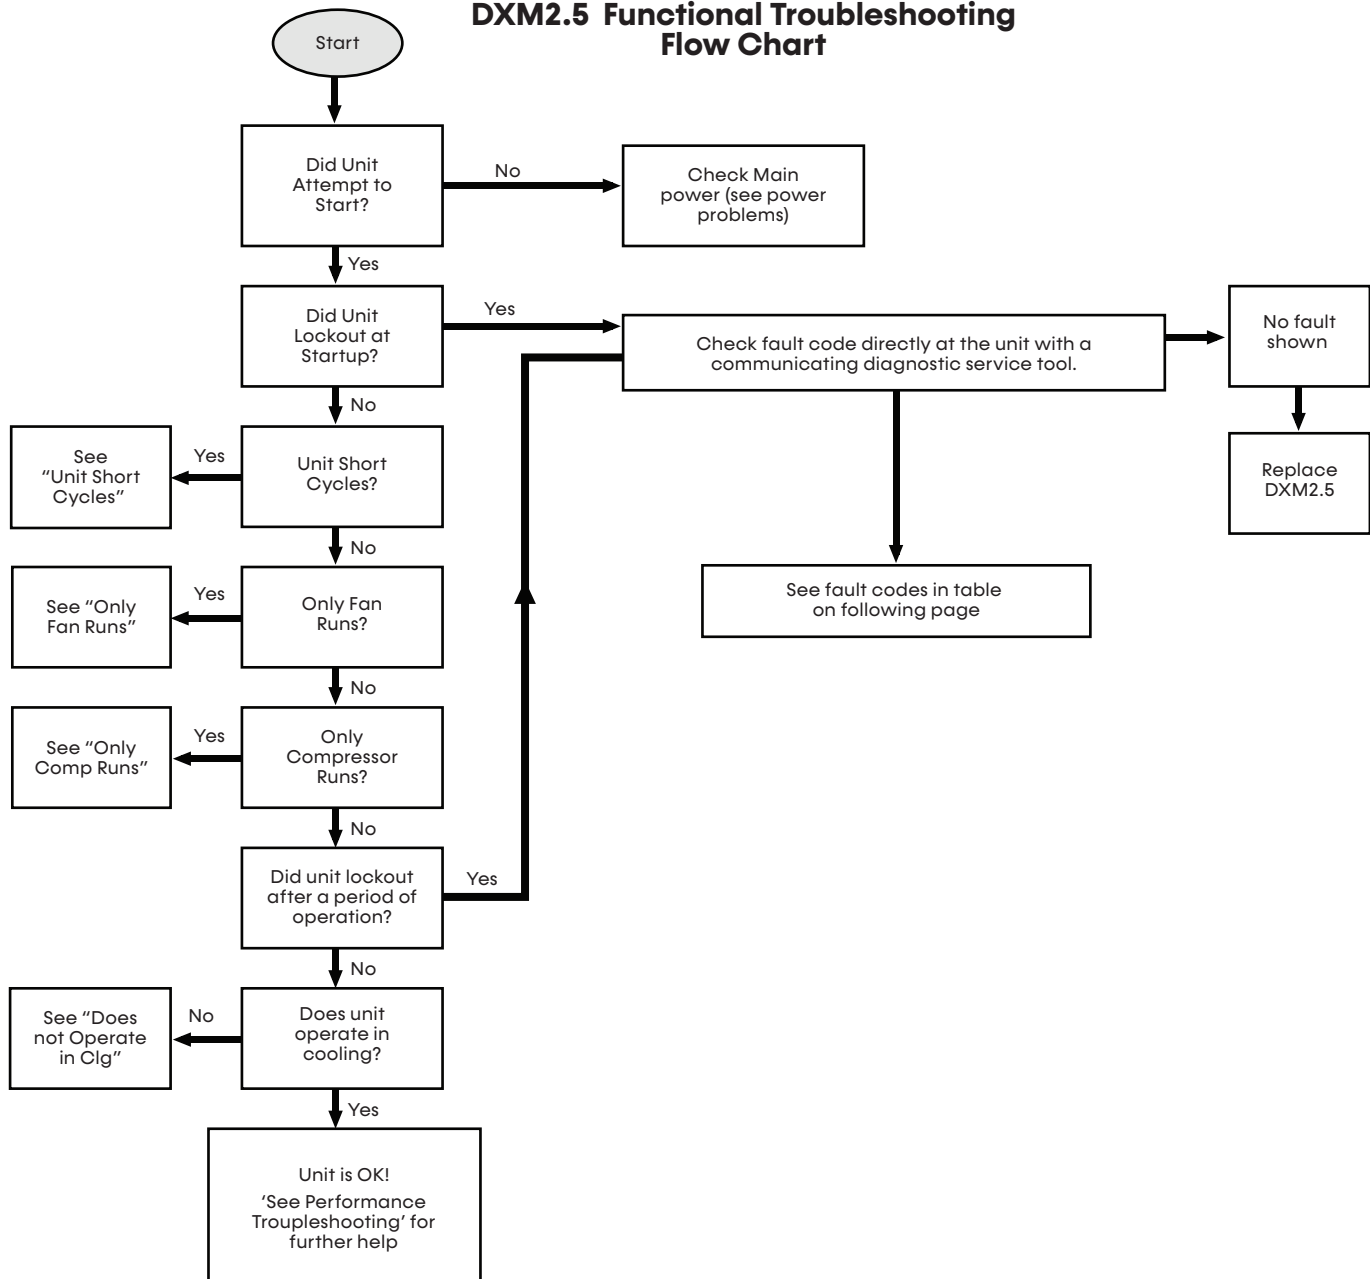 DXM2.5 Functional Troubleshooting
Flow Chart
Start
Did Unit
Attempt to
Start?
No
Check Main
power (see power
problems)
Yes
Did Unit
Lockout at
Startup?
Yes
Check fault code directly at the unit with a
communicating diagnostic service tool.
No fault
shown
No
See
“Unit Short
Cycles”
Yes
Unit Short
Cycles?
Replace
DXM2.5
No
See “Only
Fan Runs”
Yes
Only Fan
Runs?
See fault codes in table
on following page
No
See “Only
Comp Runs”
Yes
Only
Compressor
Runs?
No
Did unit lockout
after a period of
operation?
Yes
No
See “Does
not Operate
in Clg”
No
Does unit
operate in
cooling?
Yes
Unit is OK!
‘See Performance
Troupleshooting’ for
further help